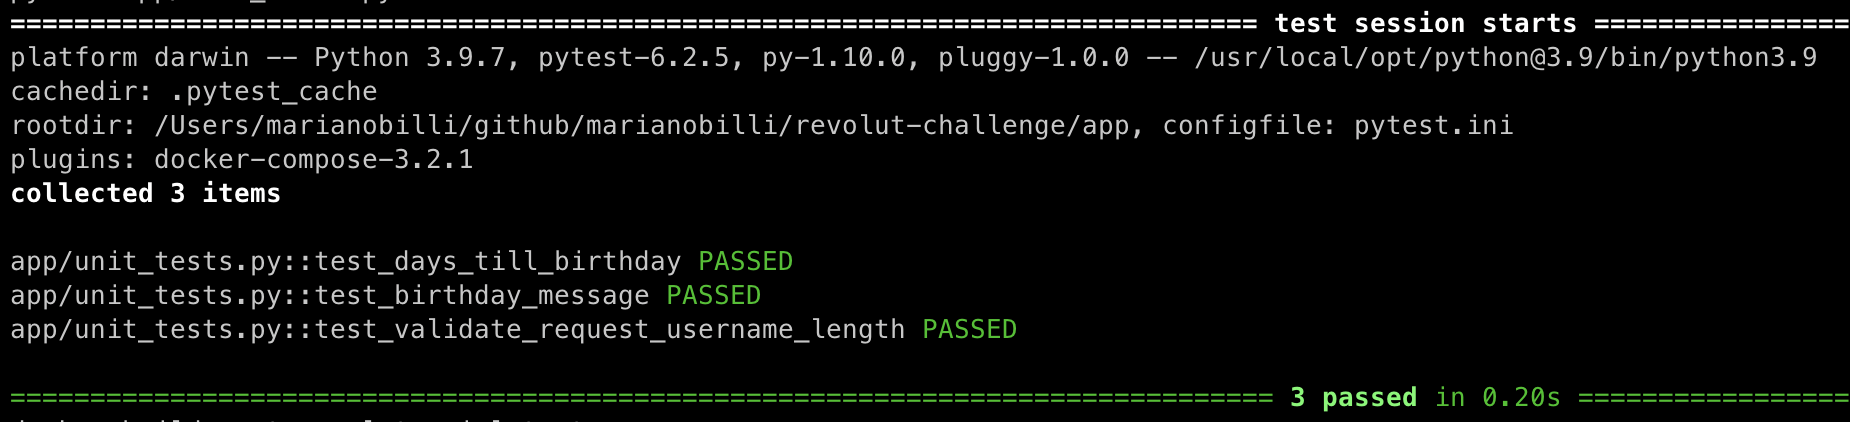 ============================================================================== test session starts ================
platform darwin -- Python 3.9.7, pytest-6.2.5, py-1.10.0, pluggy-1.0.0 -- /usr/local/opt/python@3.9/bin/python3.9
cachedir: .pytest_cache
rootdir: /Users/marianobilli/github/marianobilli/revolut-challenge/app, configfile: pytest.ini
plugins: docker-compose-3.2.1
collected 3 items
app/unit_tests.py::test_days_till_birthday PASSED
app/unit_tests.py::test_birthday_message PASSED
app/unit_tests.py::test_validate_request_username_length PASSED
=============================================================================== 3 passed in 0.20s =================